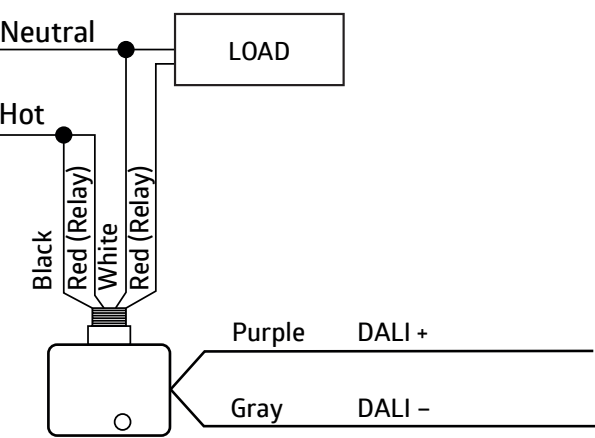 Neutral
LOAD
Hot
Black
Red (Relay)
White
Red (Relay)
Purple DALI +
Gray DALI –